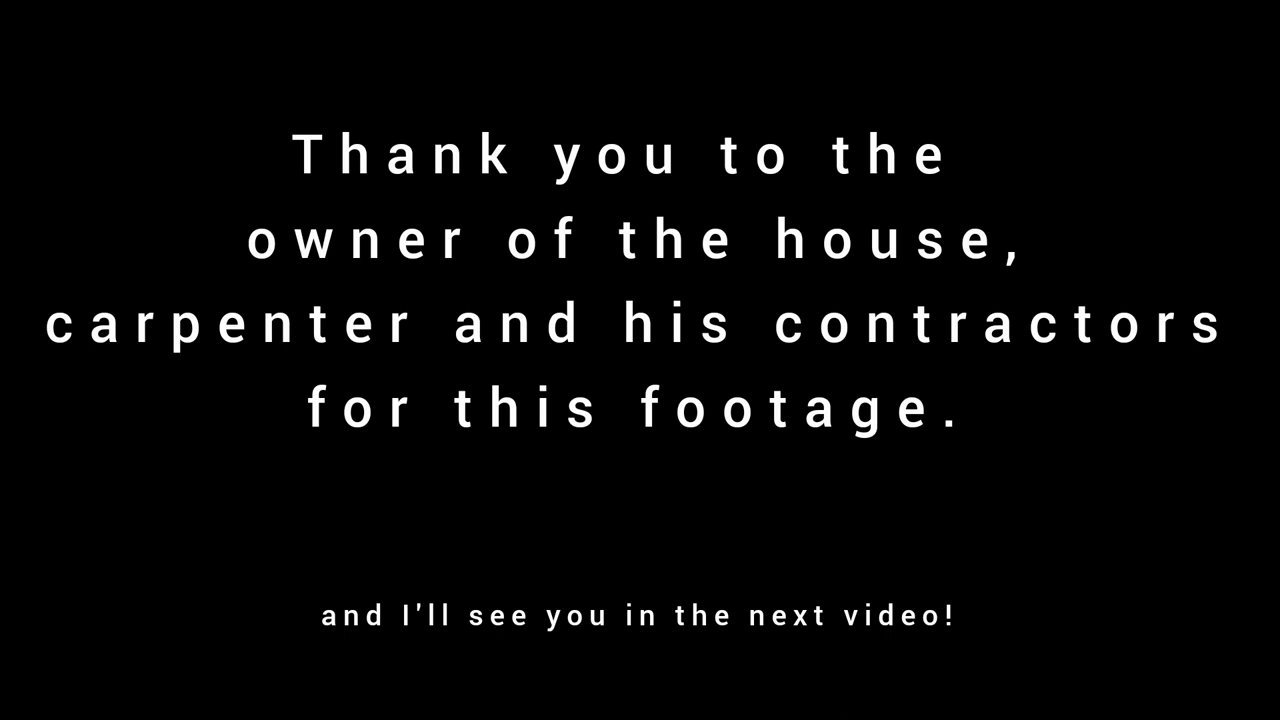 Thank you to the
owner of the house,
carpenter and his contractors
for this footage.
and I'll see you in the next video!